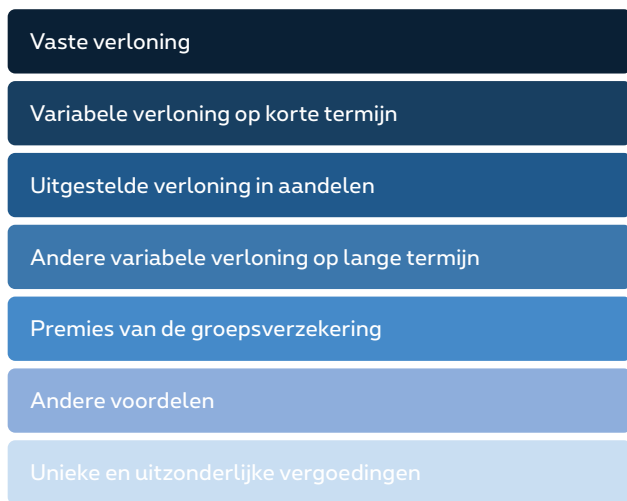 Vaste verloning
Variabele verloning op korte termijn
Uitgestelde verloning in aandelen
Andere variabele verloning op lange termijn
Premies van de groepsverzekering
Andere voordelen
Unieke en uitzonderlijke vergoedingen